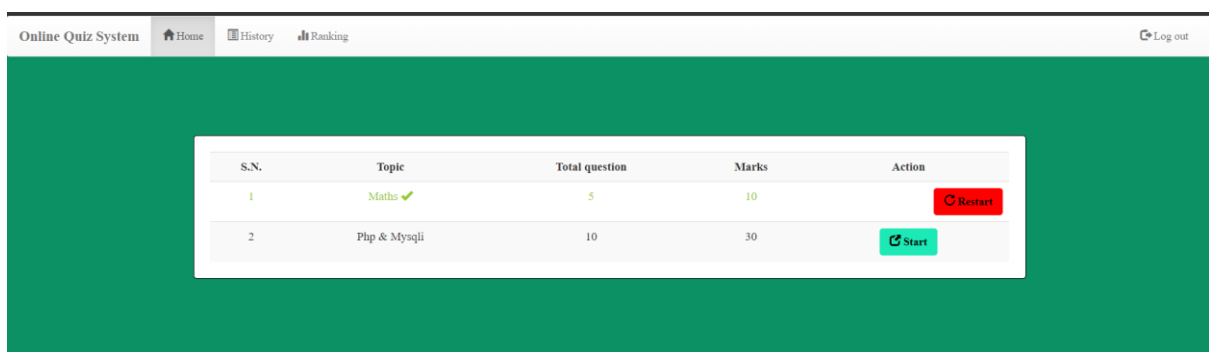 Online Quiz System Home History Ranking Log out
S.N. Topic Total question Marks Action
1 Maths 5 10 Restart
2 Php & Mysqli 10 30 Start